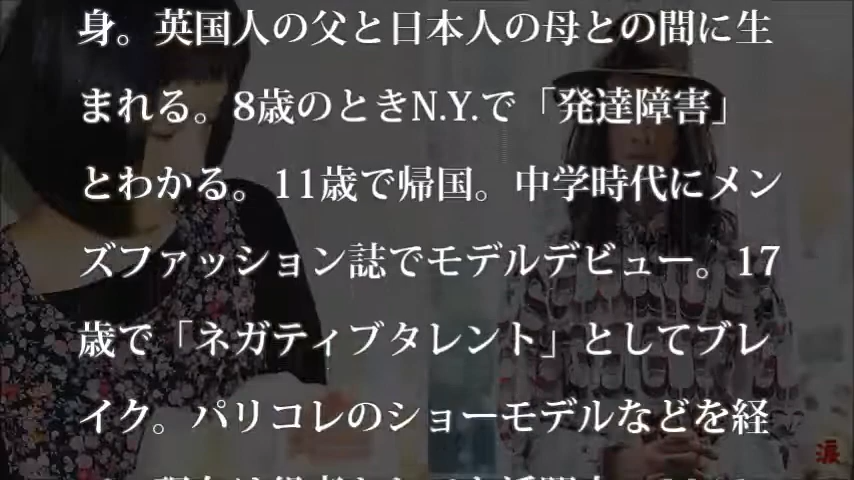 身。英国人の父と日本人の母との間に生
まれる。8歳のときN.Y.で「発達障害」
とわかる。11歳で帰国。中学時代にメン
ズファッション誌でモデルデビュー。17
歳で「ネガティブタレント」としてブレ
イク。パリコレのショーモデルなどを経
涙